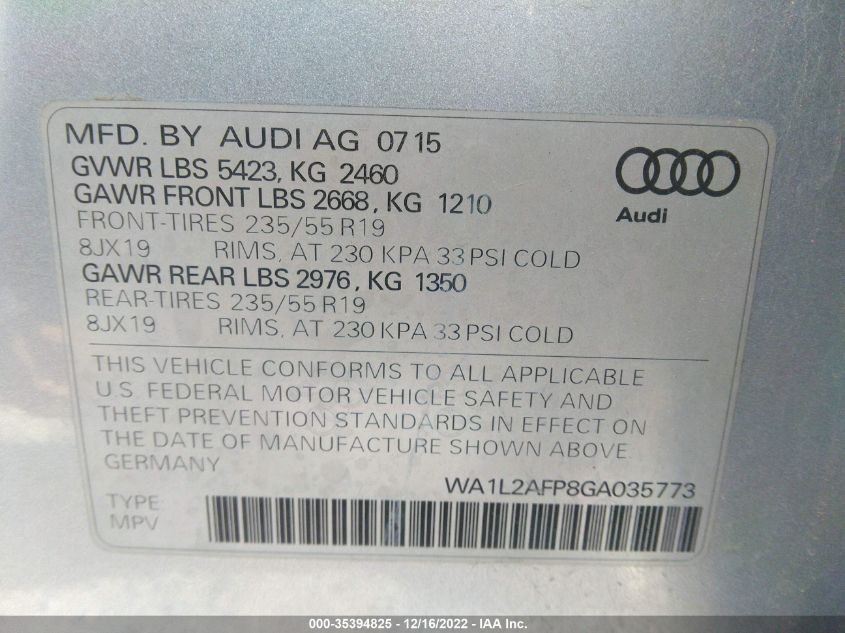 MFD. BY AUDI AG 07 15
GVWR LBS 5423, KG 2460
GAWR FRONT LBS 2668, KG 1210
FRONT-TIRES 235/55 R19
8JX19 RIMS, AT 230 KPA 33 PSI COLD
GAWR REAR LBS 2976, KG 1350
REAR-TIRES 235/55 R19
8JX19 RIMS, AT 230 KPA 33 PSI COLD
Audi
THIS VEHICLE CONFORMS TO ALL APPLICABLE
U.S. FEDERAL MOTOR VEHICLE SAFETY AND
THEFT PREVENTION STANDARDS IN EFFECT ON
THE DATE OF MANUFACTURE SHOWN ABOVE
GERMANY
WA1L2AFP8GA035773
TYPE
MPV
000-35394825 - 12/16/2022 - IAA Inc.